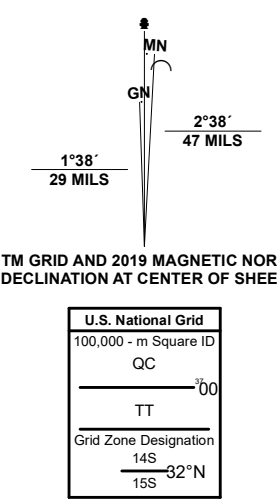 MN
GN
2°38´
47 MILS
1°38´
29 MILS
TM GRID AND 2019 MAGNETIC NOR
DECLINATION AT CENTER OF SHEE
U.S. National Grid
100,000 - m Square ID
QC
3700
TT
Grid Zone Designation
14S
32°N
15S